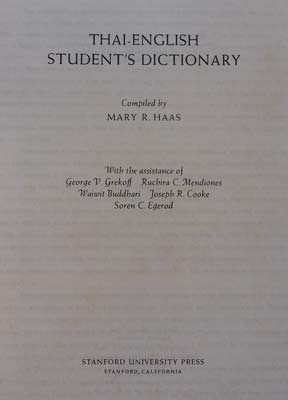 THAI-ENGLISH
STUDENT'S DICTIONARY
Compiled by
MARY R. HAAS
With the assistance of
George V. Grekoff Ruchira C. Mendiones
Waiwit Buddhari Joseph R. Cooke
Soren C. Egerod
STANFORD UNIVERSITY PRESS
STANFORD, CALIFORNIA